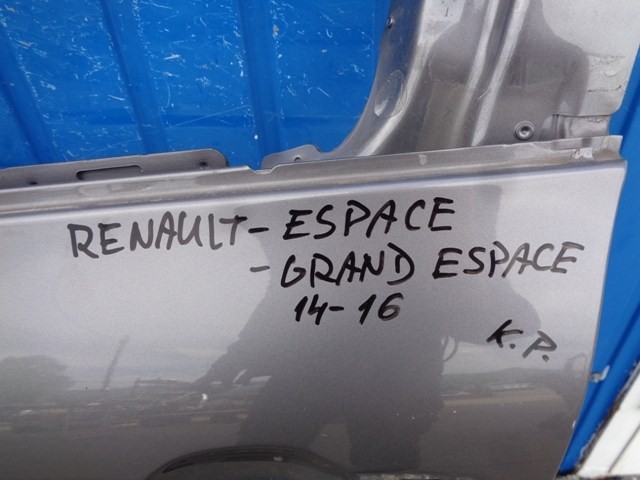 RENAULT - ESPACE
- GRAND ESPACE
14-16
K.P.